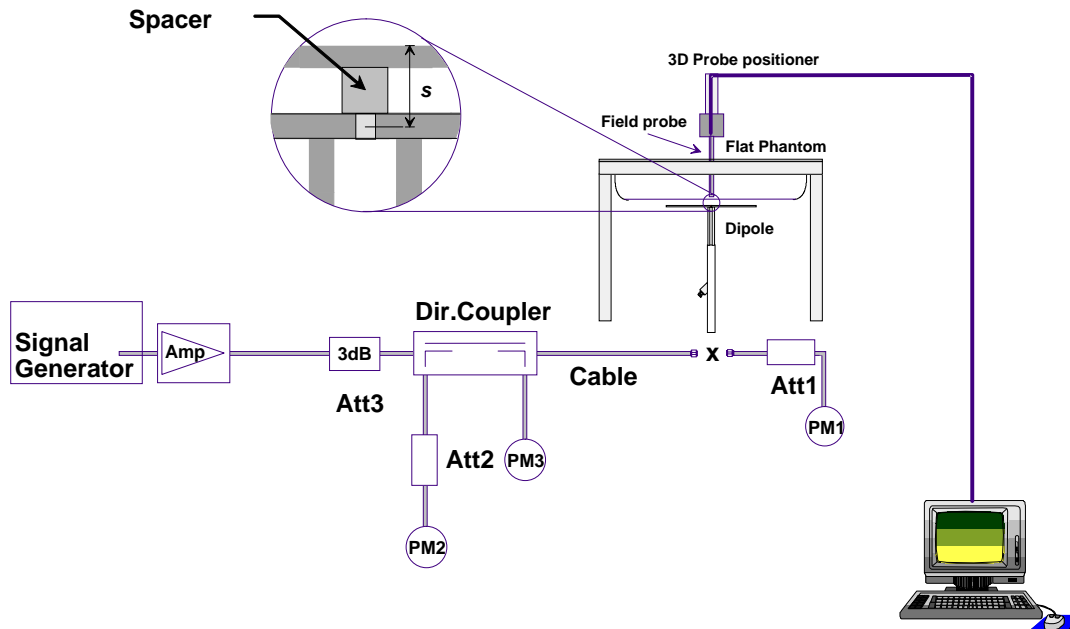 Spacer
s
3D Probe positioner
Field probe
Flat Phantom
Dipole
Dir.Coupler
Signal
Generator
Amp
3dB
Att3
Cable
x
Att1
PM1
Att2
PM3
PM2